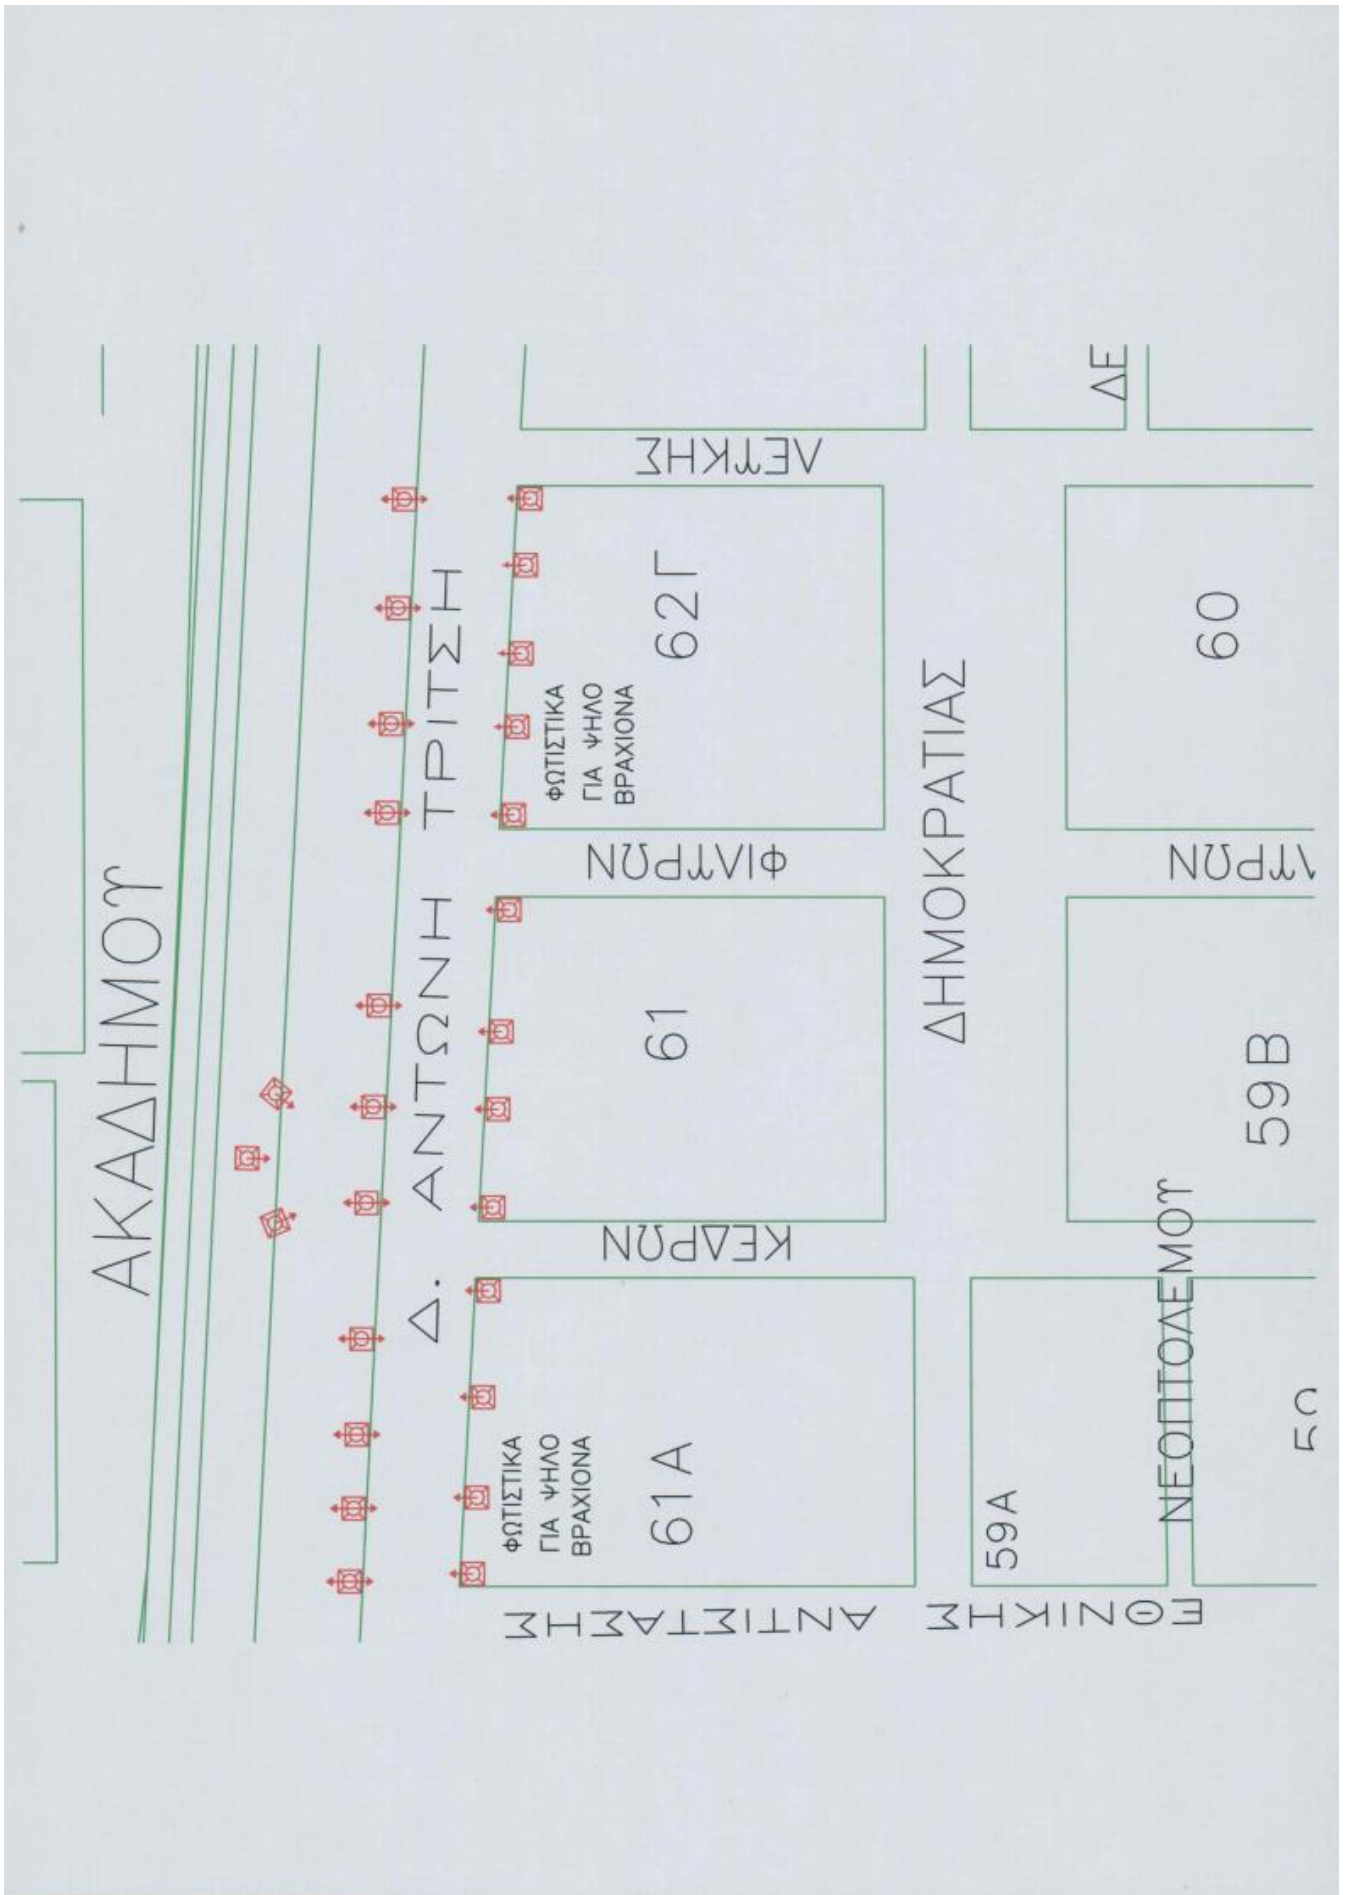 ΑΚΑΔΗΜΟΥ
Δ. ΑΝΤΩΝΗ ΤΡΙΤΣΗ
ΛΕΥΚΗΣ
62Γ
ΦΩΤΙΣΤΙΚΑ
ΓΙΑ ΨΗΛΟ
ΒΡΑΧΙΟΝΑ
ΦΙΛΥΡΩΝ
61
ΚΕΔΡΩΝ
ΦΩΤΙΣΤΙΚΑ
ΓΙΑ ΨΗΛΟ
ΒΡΑΧΙΟΝΑ
61Α
ΔΗΜΟΚΡΑΤΙΑΣ
ΔΕ
60
ΛΥΡΩΝ
59Β
ΝΕΟΠΤΟΛΕΜΟΥ
59Α
ΕΘΝΙΚΗΣ ΑΝΤΙΣΤΑΣΗΣ